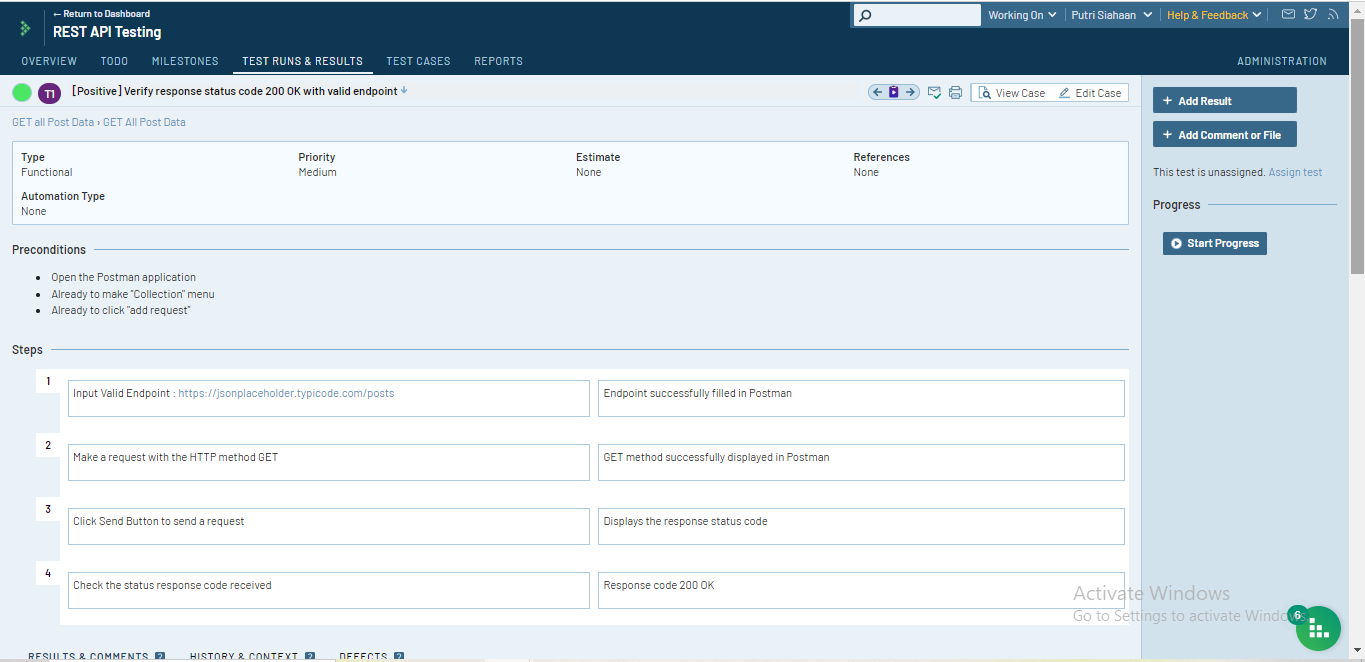 ← Return to Dashboard
REST API Testing
Working On
Putri Siahaan
Help & Feedback
OVERVIEW TODO MILESTONES TEST RUNS & RESULTS TEST CASES REPORTS ADMINISTRATION
T1 [Positive] Verify response status code 200 OK with valid endpoint
View Case Edit Case
GET all Post Data › GET All Post Data
Type Priority Estimate References
Functional Medium None None
Automation Type
None
Preconditions
• Open the Postman application
• Already to make "Collection" menu
• Already to click "add request"
Steps
1
Input Valid Endpoint : https://jsonplaceholder.typicode.com/posts
Endpoint successfully filled in Postman
2
Make a request with the HTTP method GET
GET method successfully displayed in Postman
3
Click Send Button to send a request
Displays the response status code
4
Check the status response code received
Response code 200 OK
RESULTS & COMMENTS ? HISTORY & CONTEXT ? DEFECTS ?
+ Add Result
+ Add Comment or File
This test is unassigned. Assign test
Progress
Start Progress
Activate Windows
Go to Settings to activate Windows.
6